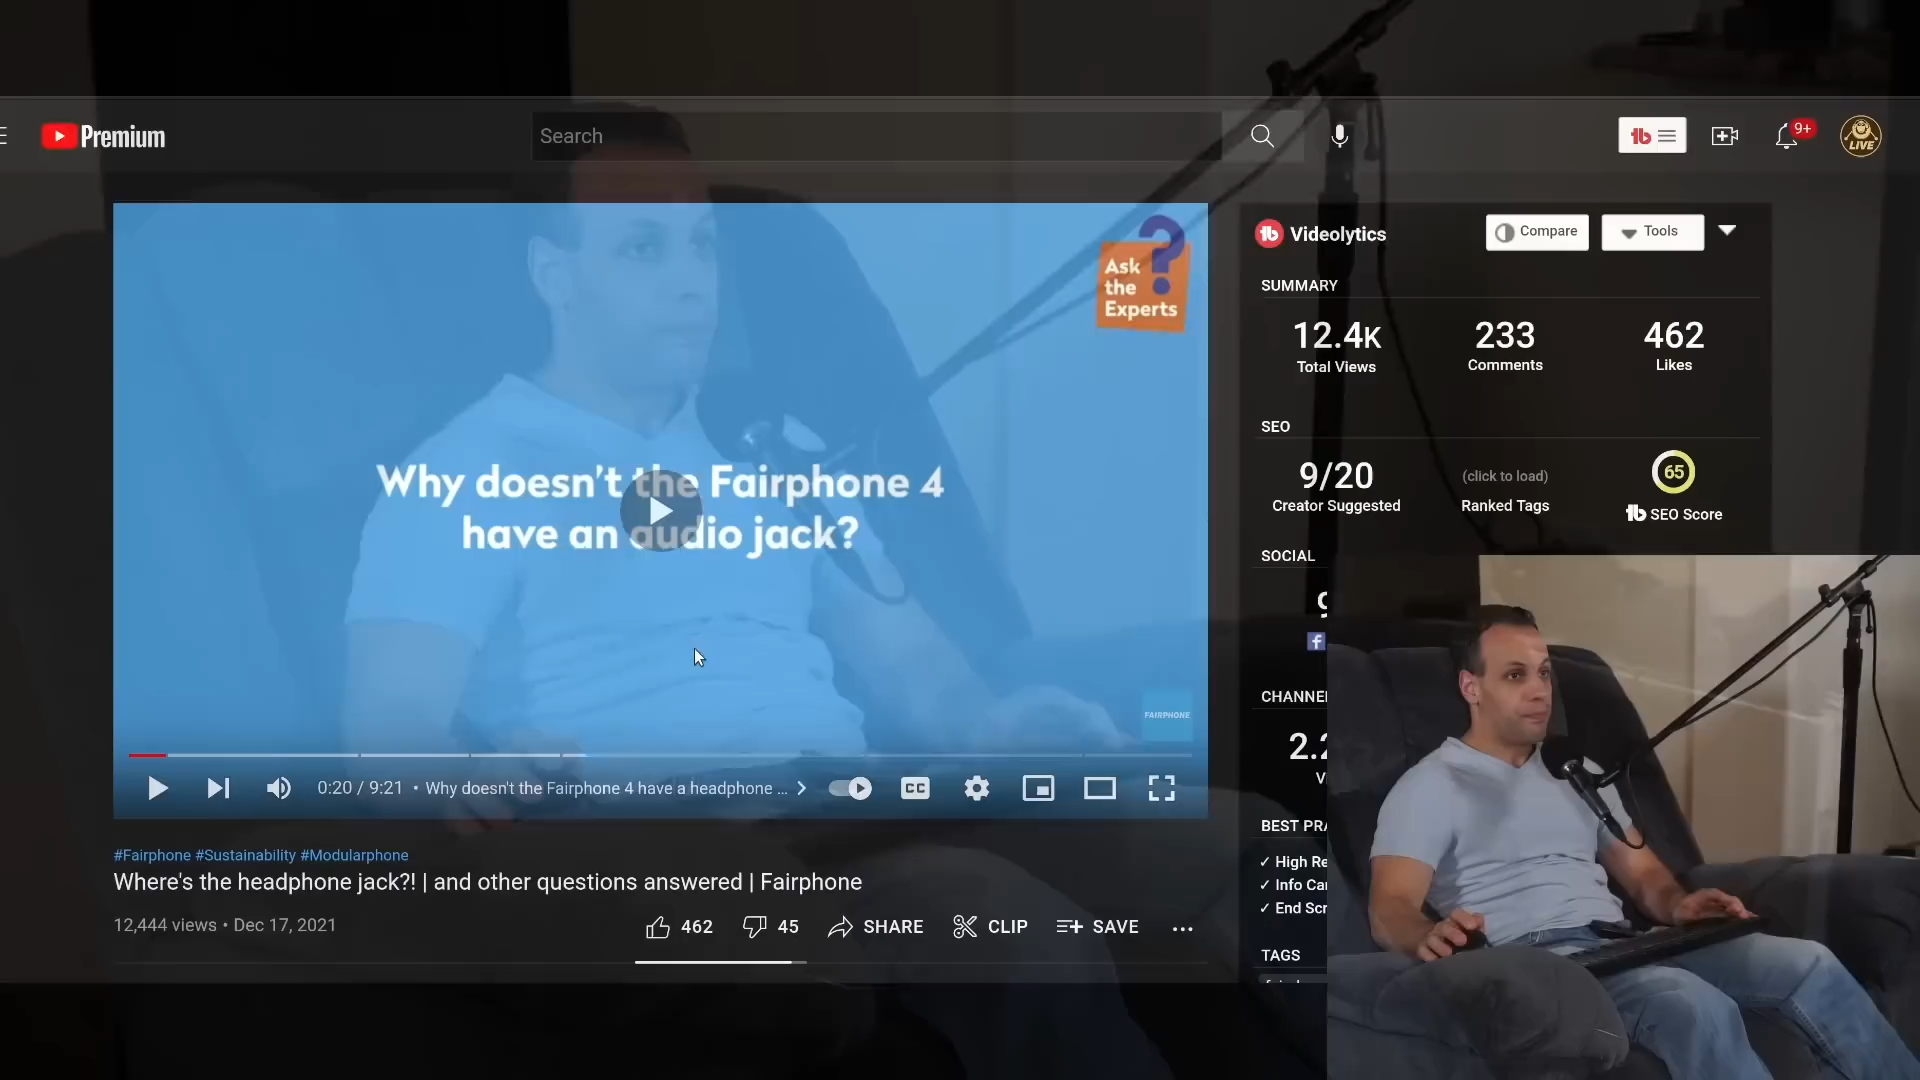 Premium
Search
9+
LIVE
Ask
the
Experts
Why doesn't the Fairphone 4
have an audio jack?
FAIRPHONE
0:20 / 9:21 • Why doesn't the Fairphone 4 have a headphone ...
CC
#Fairphone #Sustainability #Modularphone
Where's the headphone jack?! | and other questions answered | Fairphone
12,444 views • Dec 17, 2021
462
45
SHARE
CLIP
SAVE
Videolytics
Compare
Tools
SUMMARY
12.4K
233
462
Total Views
Comments
Likes
SEO
9/20
(click to load)
65
Creator Suggested
Ranked Tags
SEO Score
SOCIAL
CHANNE
2.2
V
BEST PRA
✓ High Re
✓ Info Car
✓ End Scr
TAGS